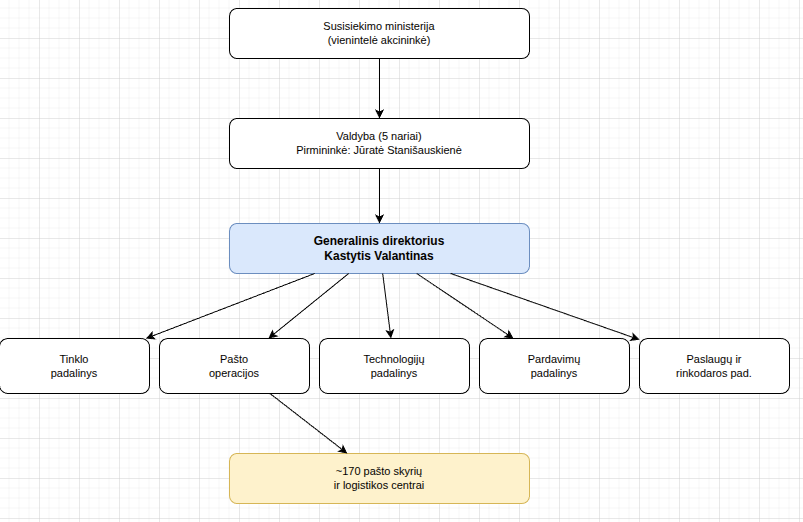 Susisiekimo ministerija
(vienintelė akcininkė)
Valdyba (5 nariai)
Pirmininkė: Jūratė Stanišauskienė
Generalinis direktorius
Kastytis Valantinas
Tinklo
padalinys
Pašto
operacijos
Technologijų
padalinys
Pardavimų
padalinys
Paslaugų ir
rinkodaros pad.
~170 pašto skyrių
ir logistikos centrai